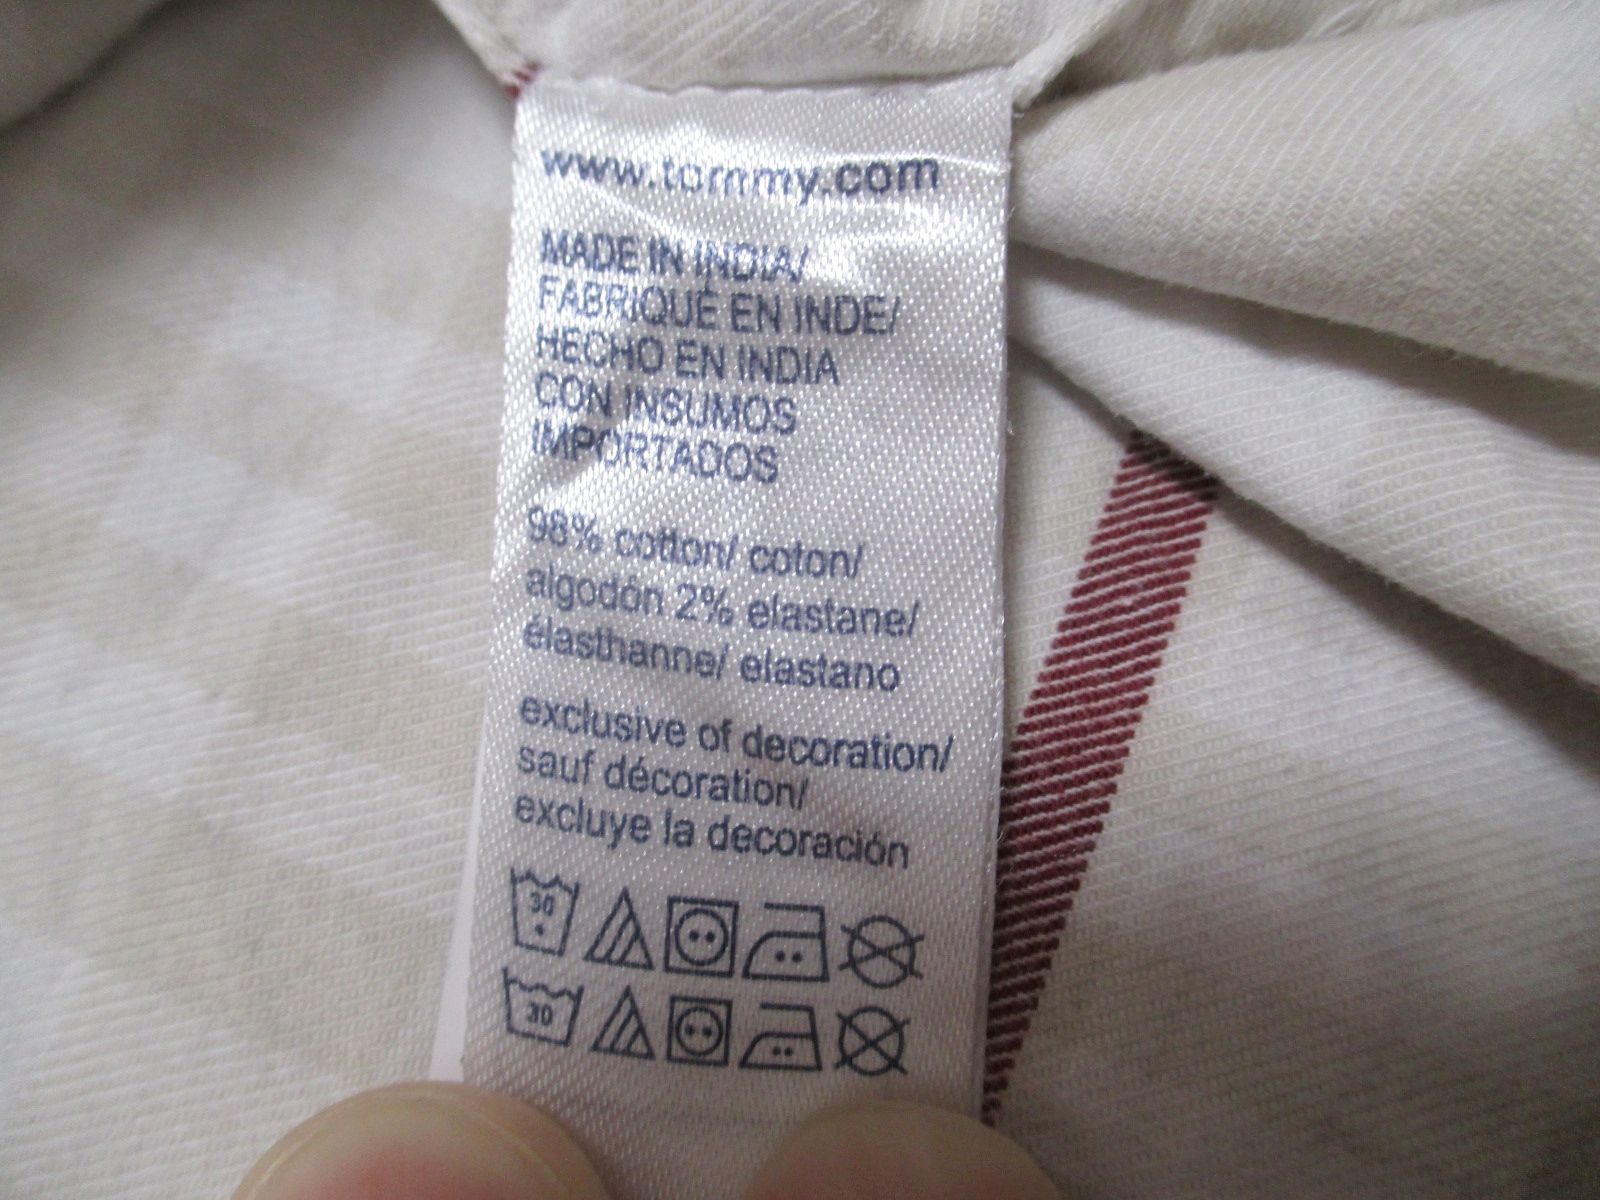 www.tommy.com
MADE IN INDIA/
FABRIQUÉ EN INDE/
HECHO EN INDIA
CON INSUMOS
IMPORTADOS
98% cotton/ coton/
algodón 2% elastane/
élasthanne/ elastano
exclusive of decoration/
sauf décoration/
excluye la decoración
30
30